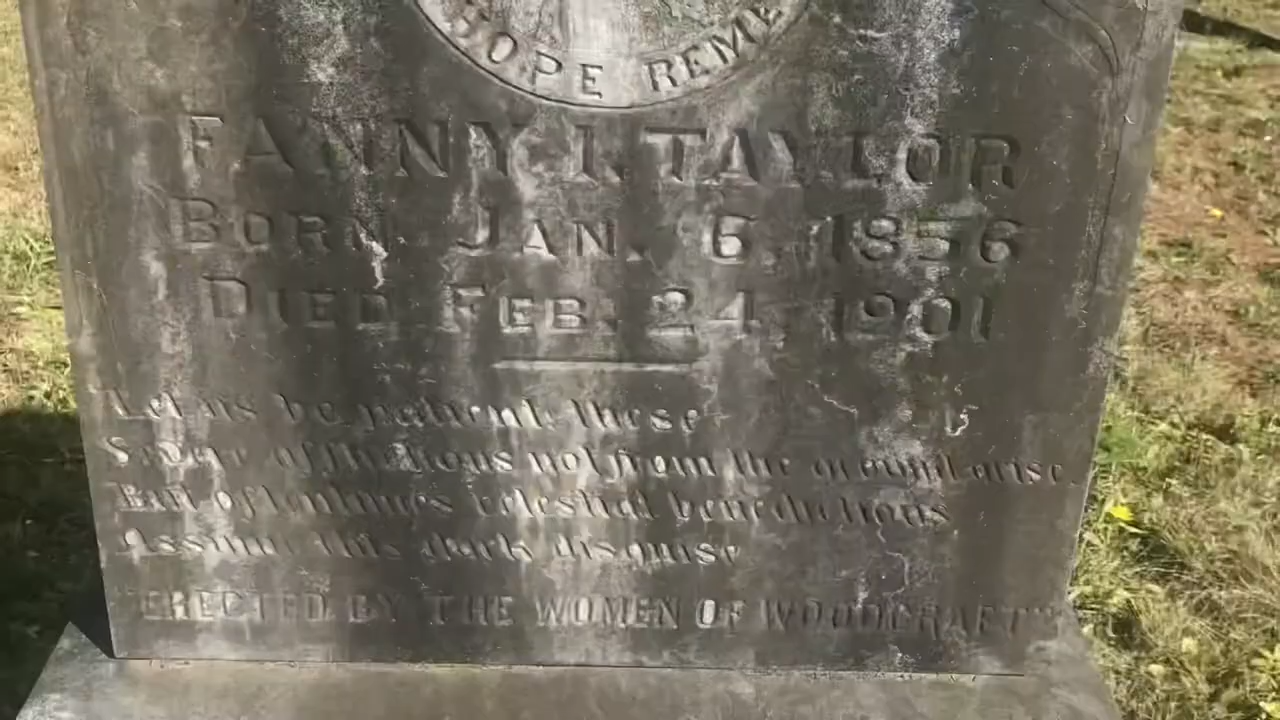 HOPE REME
FANNY I. TAYLOR
BORN JAN. 6, 1856
DIED FEB. 24, 1901
Let us be patient, these
Severe afflictions not from the ground arise.
But oftentimes celestial benedictions
Assume this dark disguise
"ERECTED BY THE WOMEN OF WOODCRAFT"